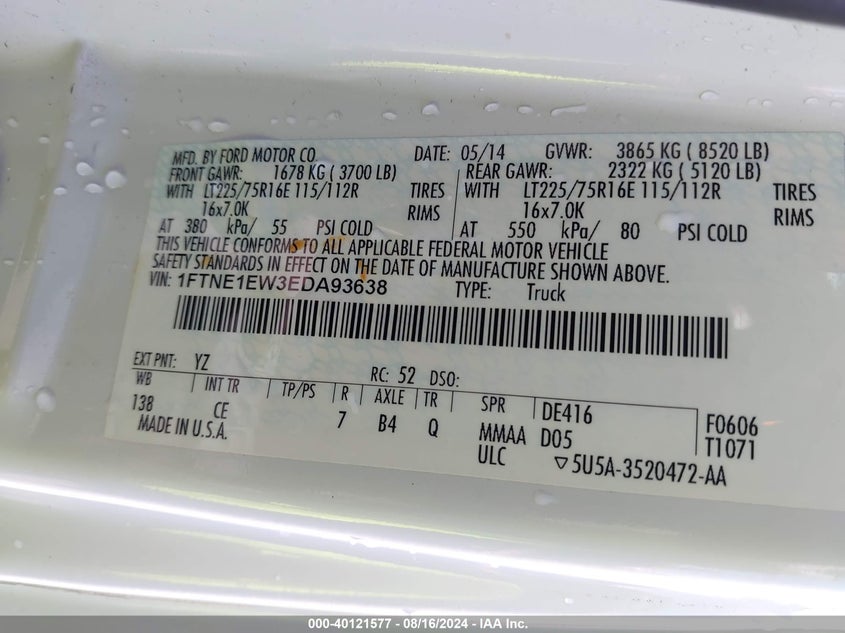 MFD. BY FORD MOTOR CO. DATE: 05/14 GVWR: 3865 KG ( 8520 LB)
FRONT GAWR: 1678 KG ( 3700 LB) REAR GAWR: 2322 KG ( 5120 LB)
WITH LT225/75R16E 115/112R TIRES WITH LT225/75R16E 115/112R TIRES
16x7.0K RIMS 16x7.0K RIMS
AT 380 kPa/ 55 PSI COLD AT 550 kPa/ 80 PSI COLD
THIS VEHICLE CONFORMS TO ALL APPLICABLE FEDERAL MOTOR VEHICLE
SAFETY STANDARDS IN EFFECT ON THE DATE OF MANUFACTURE SHOWN ABOVE.
VIN: 1FTNE1EW3EDA93638 TYPE: Truck
EXT PNT: YZ RC: 52 DSO:
WB INT TR TP/PS R AXLE TR SPR DE416 F0606
138 CE 7 B4 Q MMAA D05 T1071
MADE IN U.S.A. ULC ▽5U5A-3520472-AA
000-40121577 - 08/16/2024 - © IAA Inc.